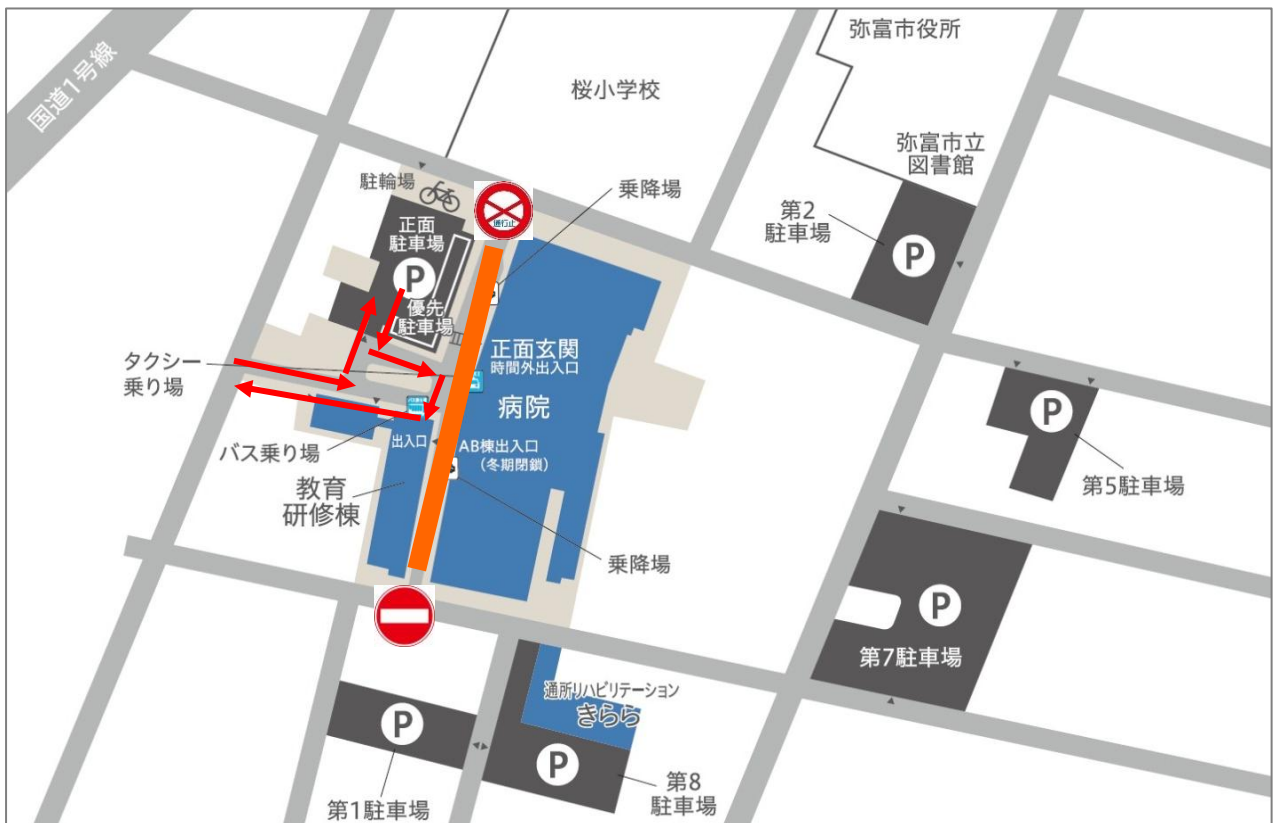 国道1号線
弥富市役所
桜小学校
弥富市立
図書館
駐輪場
通行止
乗降場
正面
駐車場
P
優先
駐車場
第2
駐車場
P
タクシー
乗り場
正面玄関
時間外出入口
病院
バス乗り場
出入口
AB棟出入口
(冬期閉鎖)
教育
研修棟
乗降場
P
第5駐車場
P
第7駐車場
通所リハビリテーション
きらら
P
第1駐車場
P
第8
駐車場